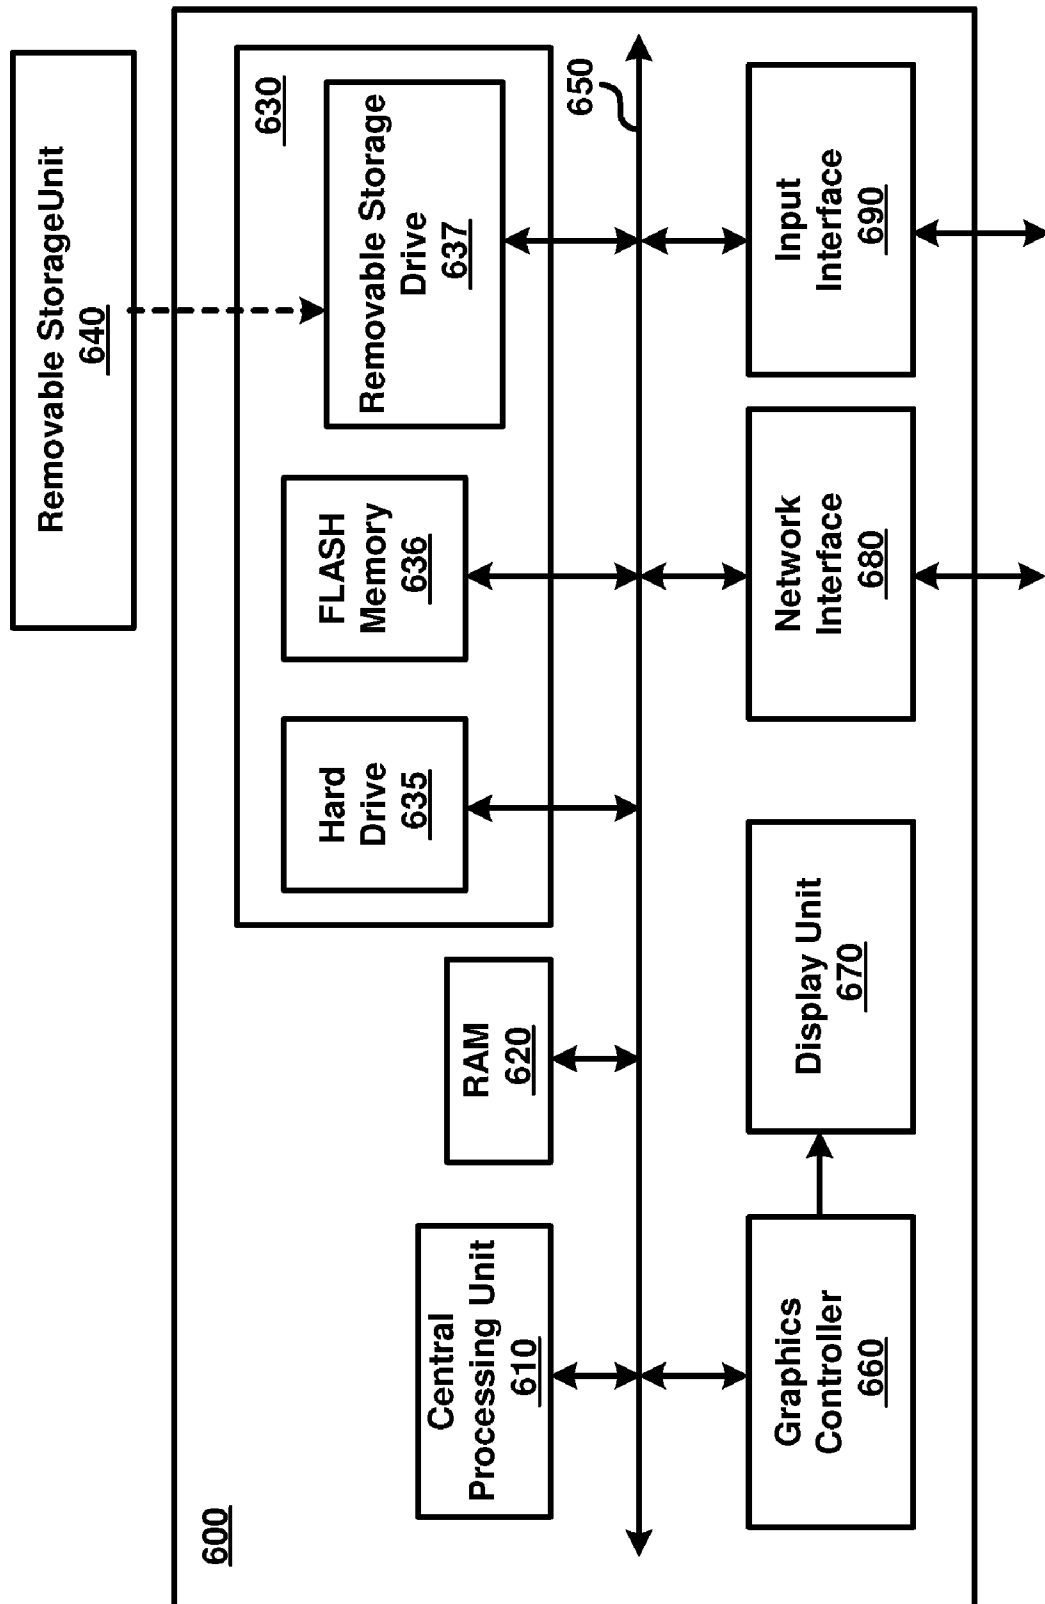 Removable StorageUnit
640
630
Removable Storage
Drive
637
FLASH
Memory
636
Hard
Drive
635
RAM
620
Central
Processing Unit
610
650
600
Graphics
Controller
660
Display Unit
670
Network
Interface
680
Input
Interface
690